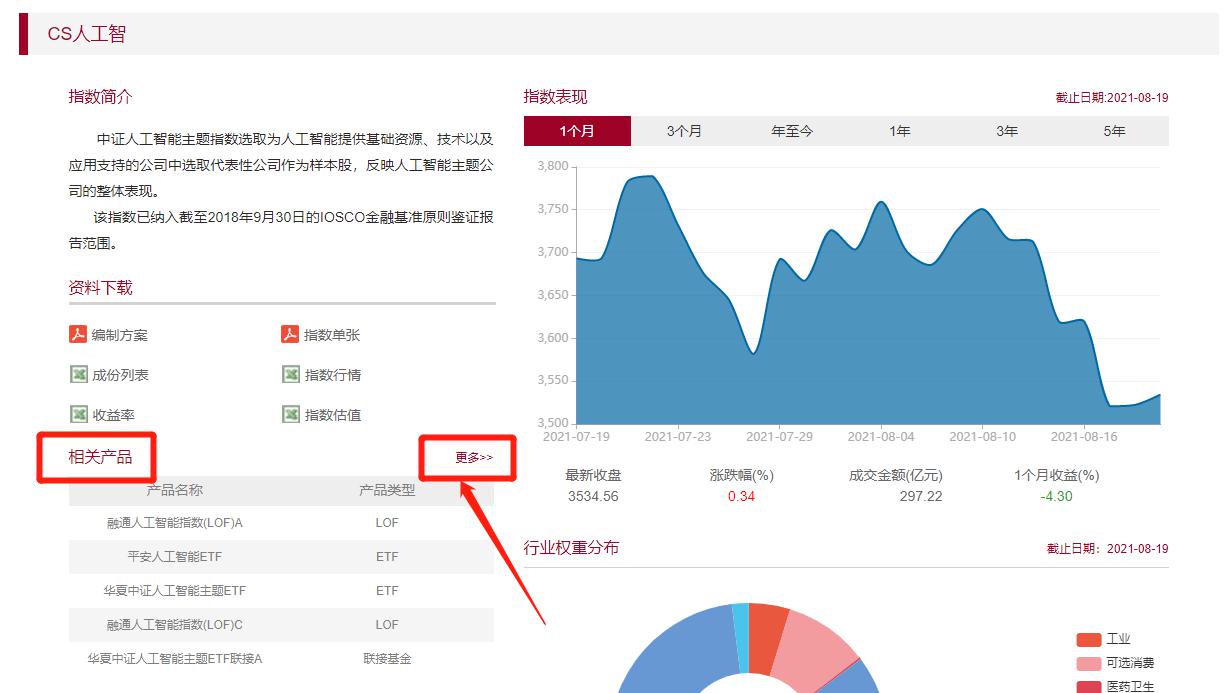 CS人工智
指数简介
中证人工智能主题指数选取为人工智能提供基础资源、技术以及
应用支持的公司中选取代表性公司作为样本股，反映人工智能主题公
司的整体表现。
该指数已纳入截至2018年9月30日的IOSCO金融基准原则鉴证报
告范围。
资料下载
编制方案 指数单张
成份列表 指数行情
收益率 指数估值
相关产品 更多>>
产品名称 产品类型
融通人工智能指数(LOF)A LOF
平安人工智能ETF ETF
华夏中证人工智能主题ETF ETF
融通人工智能指数(LOF)C LOF
华夏中证人工智能主题ETF联接A 联接基金
指数表现 截止日期:2021-08-19
1个月 3个月 年至今 1年 3年 5年
3,800
3,750
3,700
3,650
3,600
3,550
3,500
2021-07-19 2021-07-23 2021-07-29 2021-08-04 2021-08-10 2021-08-16
最新收盘 涨跌幅(%) 成交金额(亿元) 1个月收益(%)
3534.56 0.34 297.22 -4.30
行业权重分布 截止日期：2021-08-19
工业
可选消费
医药卫生